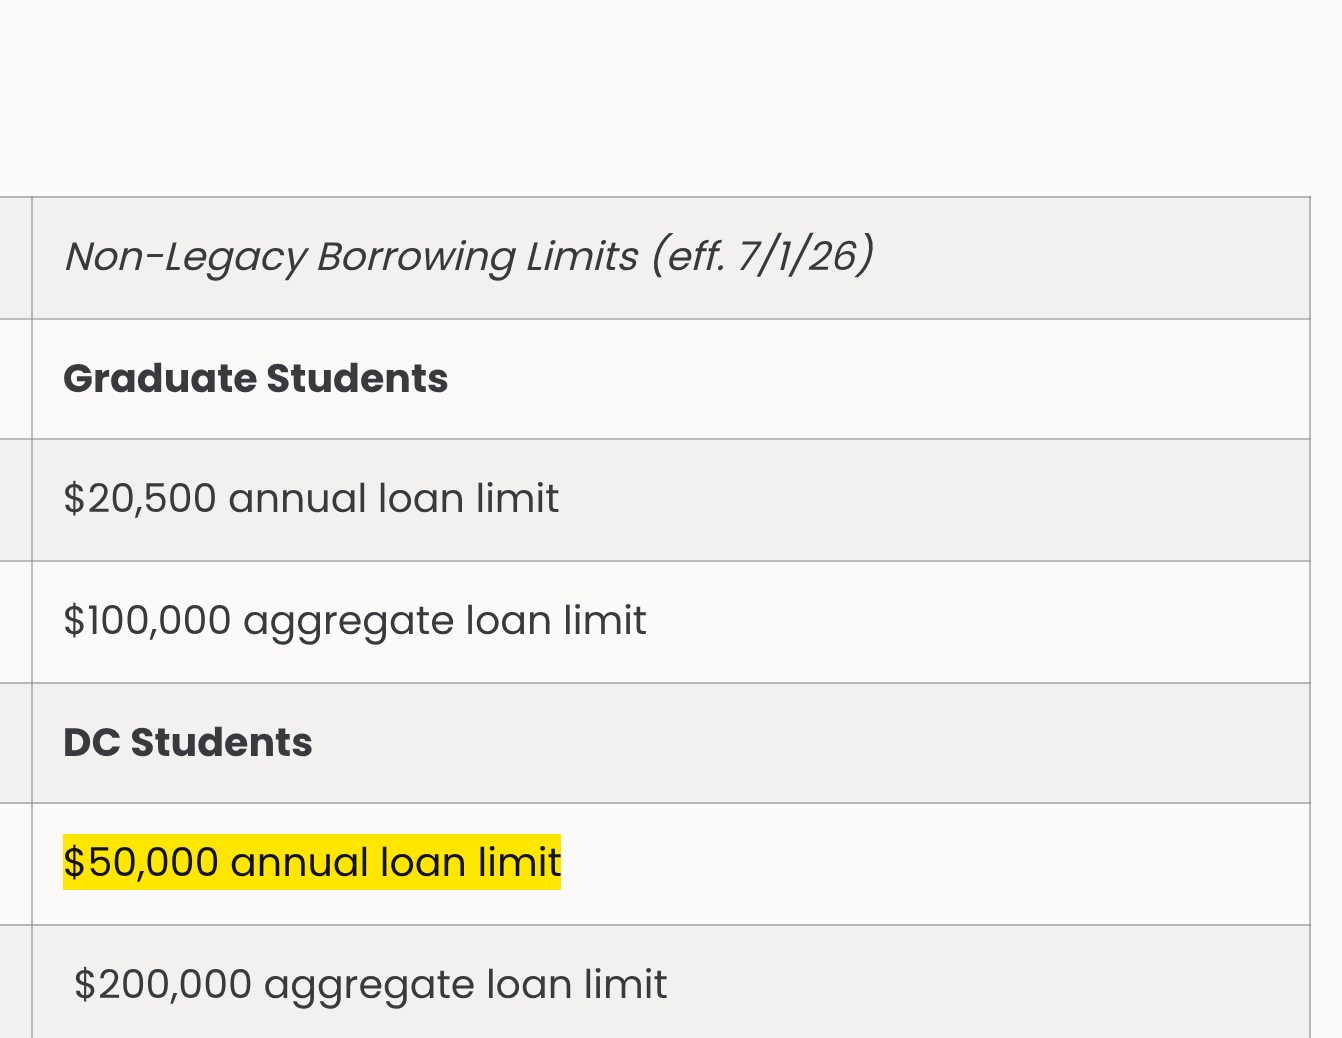 Non-Legacy Borrowing Limits (eff. 7/1/26)
Graduate Students
$20,500 annual loan limit
$100,000 aggregate loan limit
DC Students
$50,000 annual loan limit
$200,000 aggregate loan limit